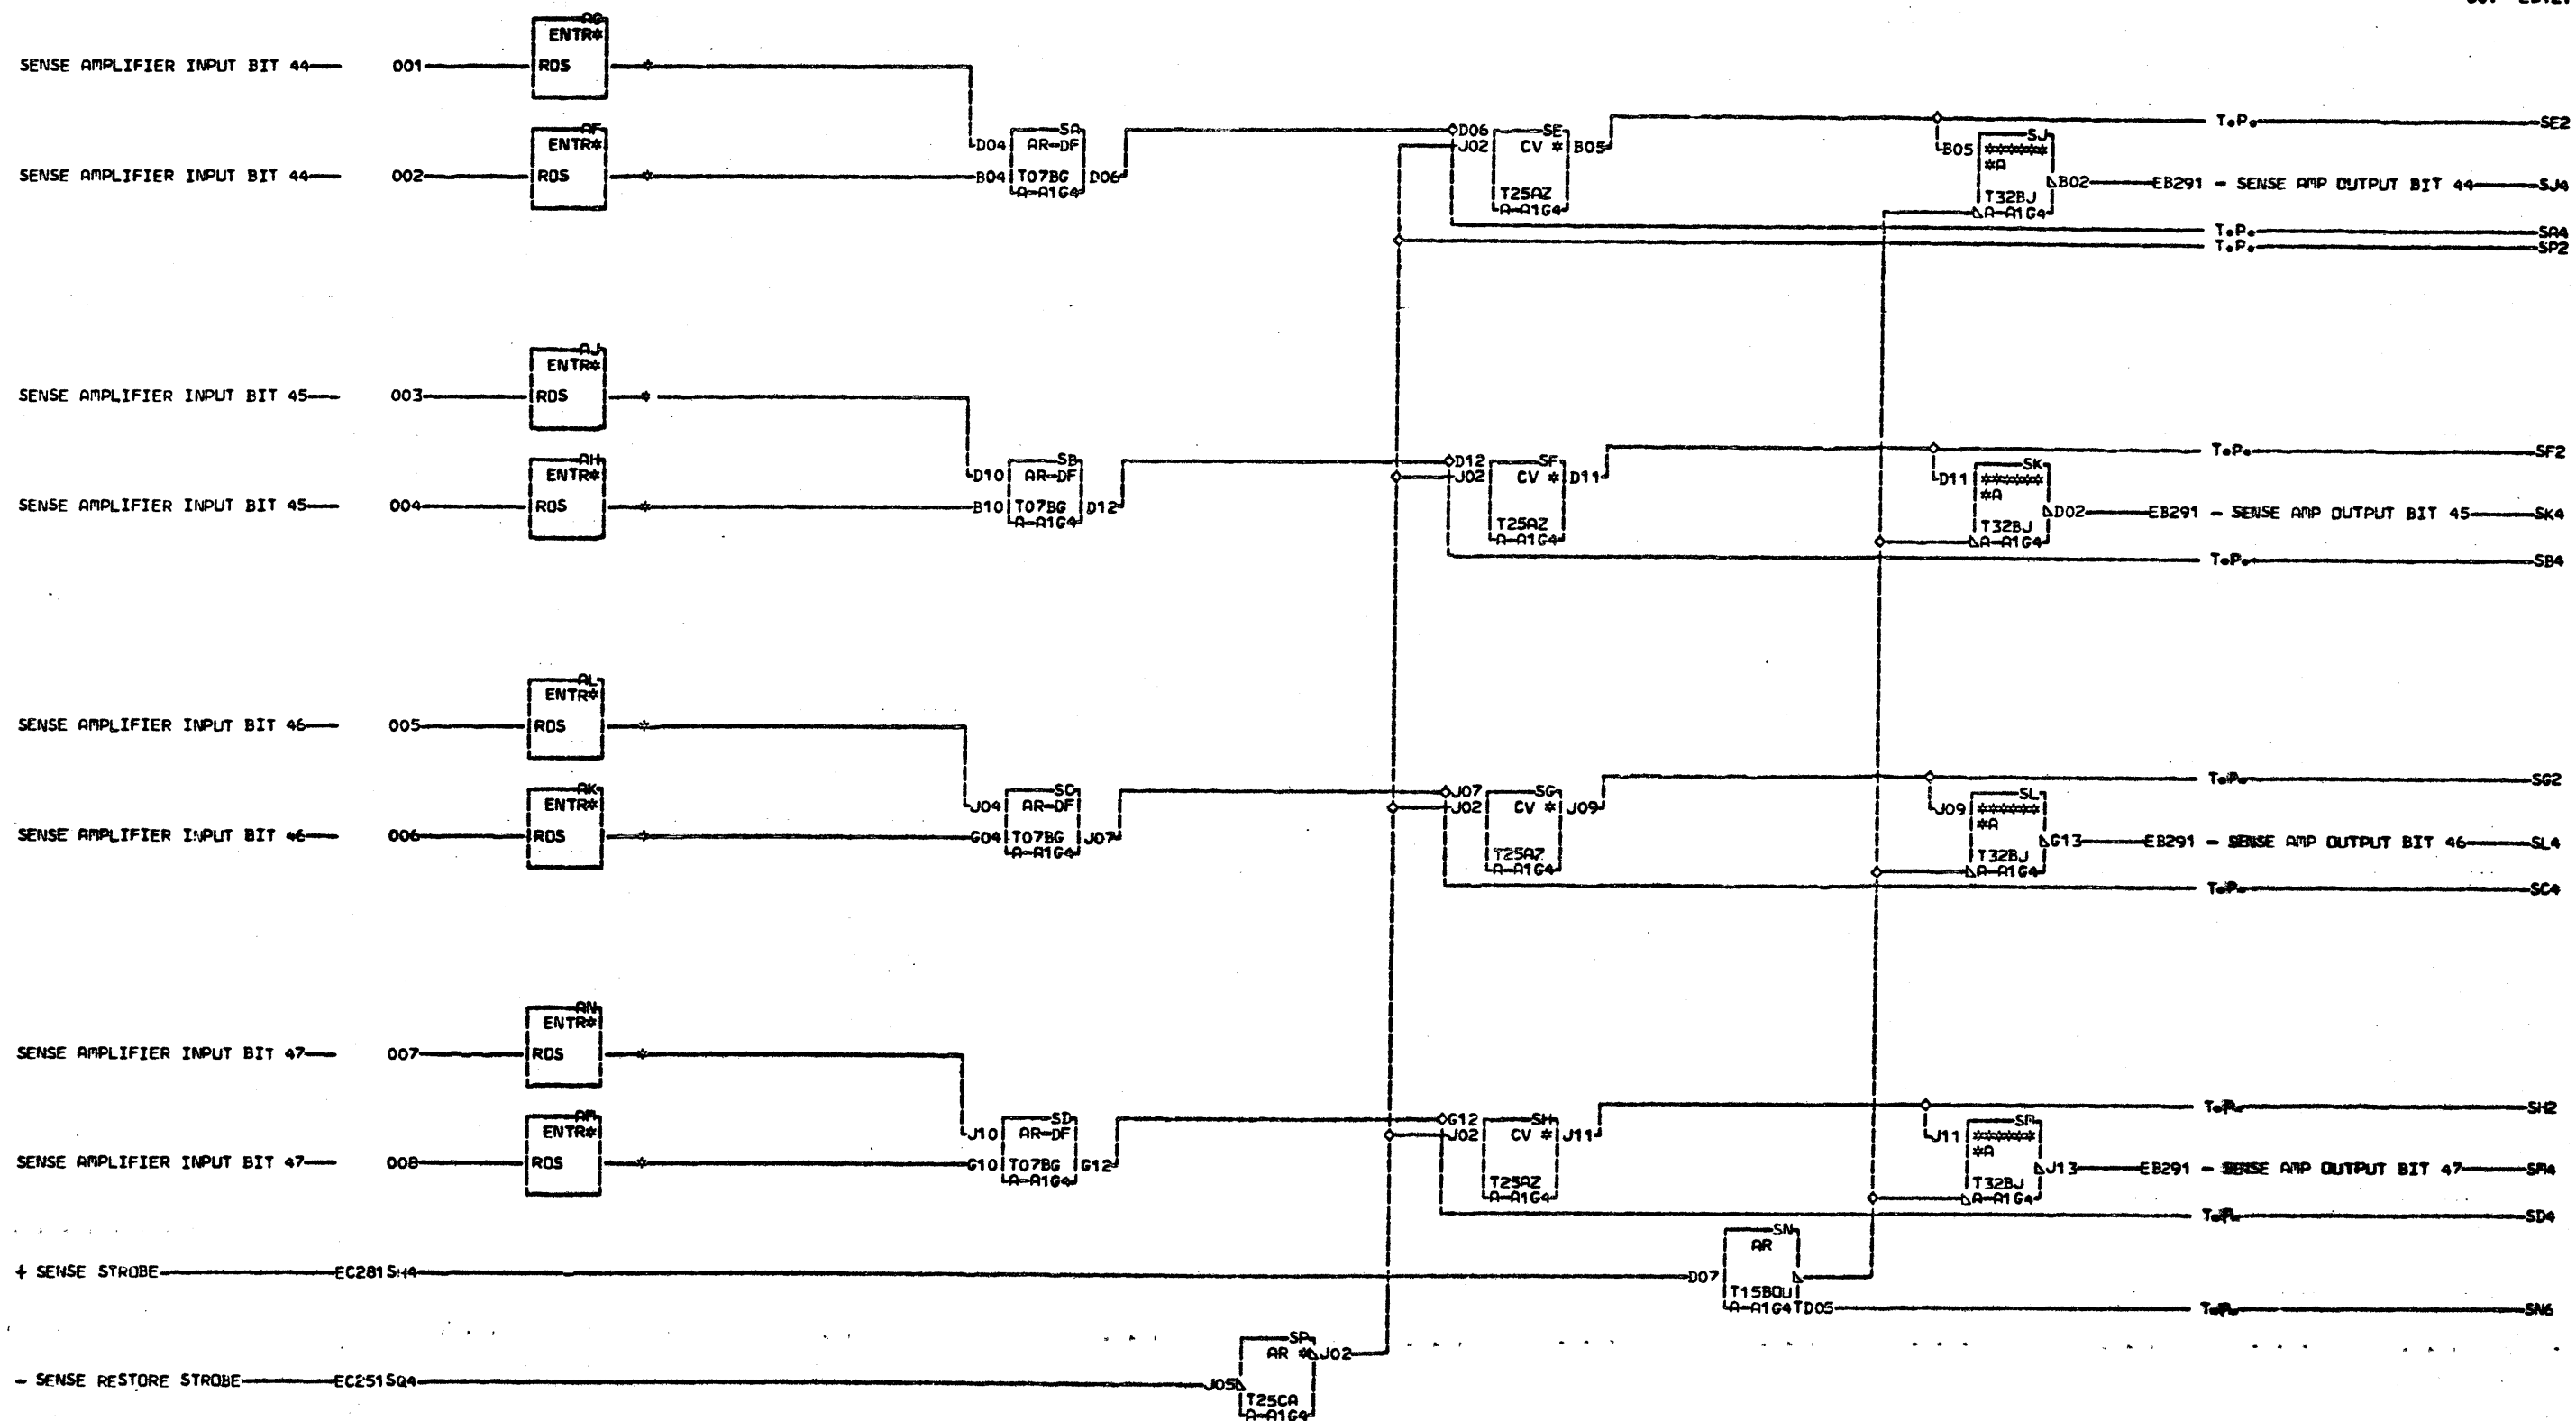 AG
ENTR*
SENSE AMPLIFIER INPUT BIT 44 001 ROS *
AF
ENTR*
SENSE AMPLIFIER INPUT BIT 44 002 ROS *
SA
D04 AR-DF
B04 T07BG D06
A-A1G4
D06 SE
J02 CV * B05
T25AZ
A-A1G4
T.P. SE2
SJ
B05 ******
*A
B02 EB291 - SENSE AMP OUTPUT BIT 44 SJ4
T32BJ
A-A1G4
T.P. SA4
T.P. SP2
AJ
ENTR*
SENSE AMPLIFIER INPUT BIT 45 003 ROS *
AH
ENTR*
SENSE AMPLIFIER INPUT BIT 45 004 ROS *
SB
D10 AR-DF
B10 T07BG D12
A-A1G4
D12 SF
J02 CV * D11
T25AZ
A-A1G4
T.P. SF2
SK
D11 ******
*A
D02 EB291 - SENSE AMP OUTPUT BIT 45 SK4
T32BJ
A-A1G4
T.P. SB4
AL
ENTR*
SENSE AMPLIFIER INPUT BIT 46 005 ROS *
AK
ENTR*
SENSE AMPLIFIER INPUT BIT 46 006 ROS *
SC
J04 AR-DF
G04 T07BG J07
A-A1G4
J07 SG
J02 CV * J09
T25AZ
A-A1G4
T.P. SG2
SL
J09 ******
*A
G13 EB291 - SENSE AMP OUTPUT BIT 46 SL4
T32BJ
A-A1G4
T.P. SC4
AN
ENTR*
SENSE AMPLIFIER INPUT BIT 47 007 ROS *
AM
ENTR*
SENSE AMPLIFIER INPUT BIT 47 008 ROS *
SD
J10 AR-DF
G10 T07BG G12
A-A1G4
G12 SH
J02 CV * J11
T25AZ
A-A1G4
T.P. SH2
SM
J11 ******
*A
J13 EB291 - SENSE AMP OUTPUT BIT 47 SM4
T32BJ
A-A1G4
T.P. SD4
+ SENSE STROBE EC281SH4
SN
AR
D07
T15BOU
A-A1G4TD05 T.P. SN6
SP
AR * J02
- SENSE RESTORE STROBE EC251SQ4 J05
T25CA
A-A1G4